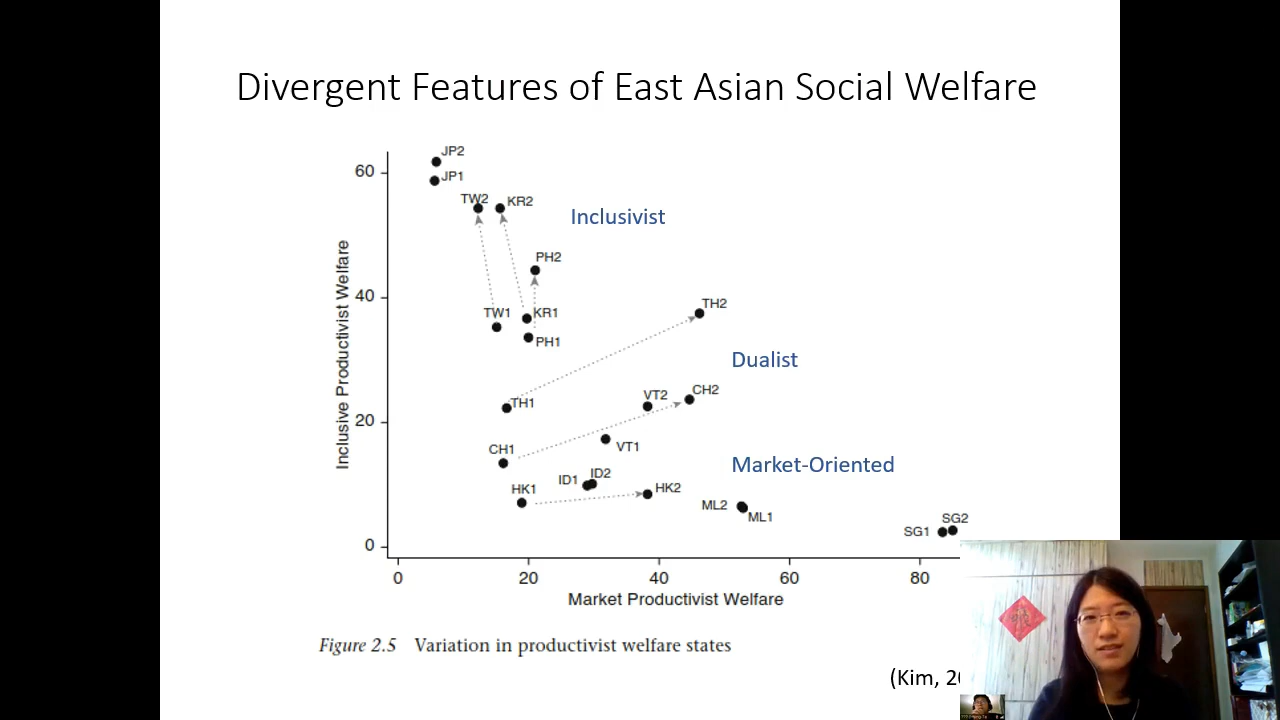 Divergent Features of East Asian Social Welfare
JP2
60
JP1
TW2
KR2
Inclusivist
PH2
40
TH2
TW1
KR1
PH1
Inclusive Productivist Welfare
Dualist
VT2
CH2
TH1
20
CH1
VT1
Market-Oriented
ID1
ID2
HK1
HK2
ML2
ML1
SG2
SG1
0
0
20
40
60
80
Market Productivist Welfare
Figure 2.5 Variation in productivist welfare states
(Kim, 20